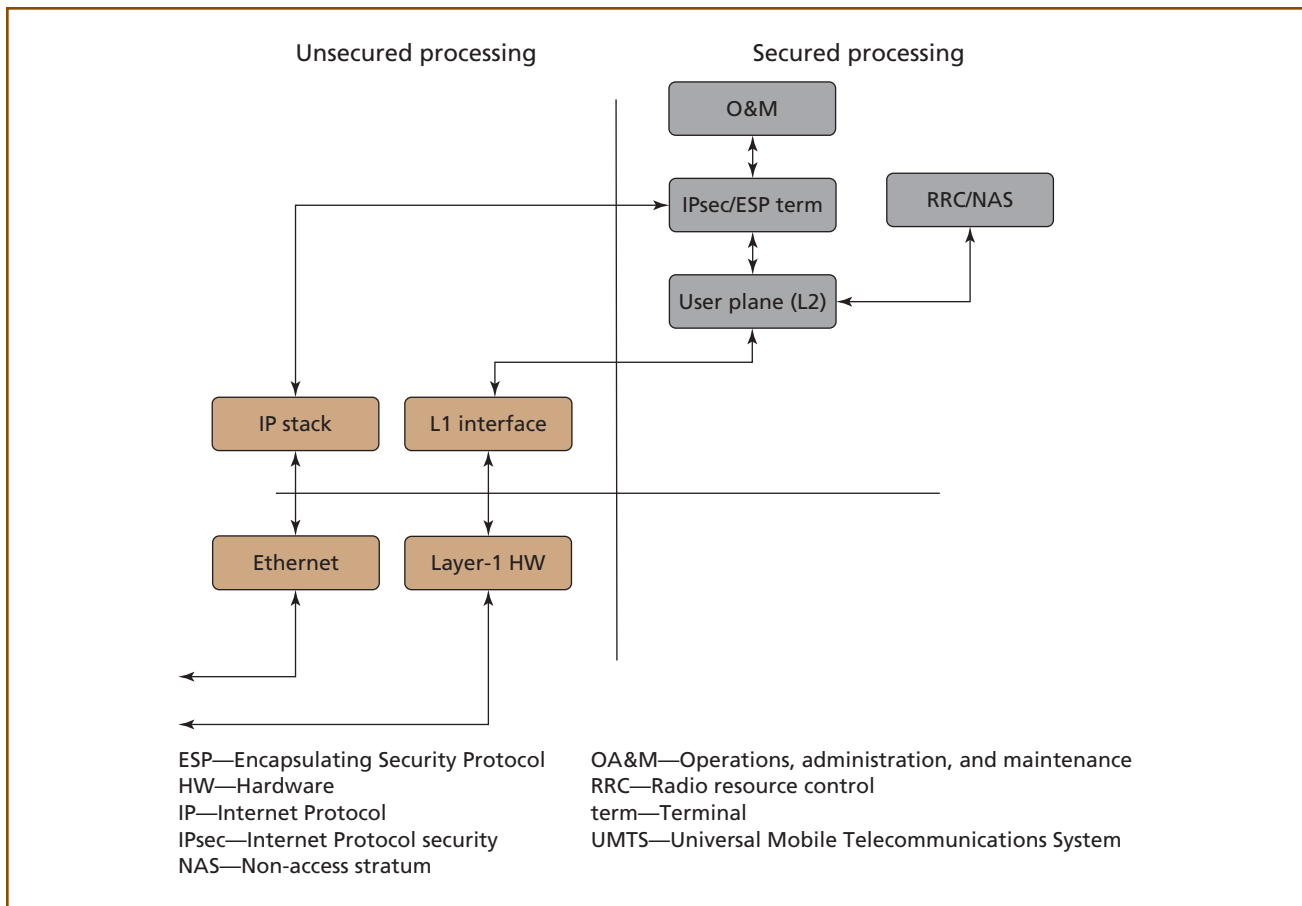 Unsecured processing
Secured processing
O&M
IPsec/ESP term
RRC/NAS
User plane (L2)
IP stack
L1 interface
Ethernet
Layer-1 HW
ESP—Encapsulating Security Protocol
HW—Hardware
IP—Internet Protocol
IPsec—Internet Protocol security
NAS—Non-access stratum
OA&M—Operations, administration, and maintenance
RRC—Radio resource control
term—Terminal
UMTS—Universal Mobile Telecommunications System